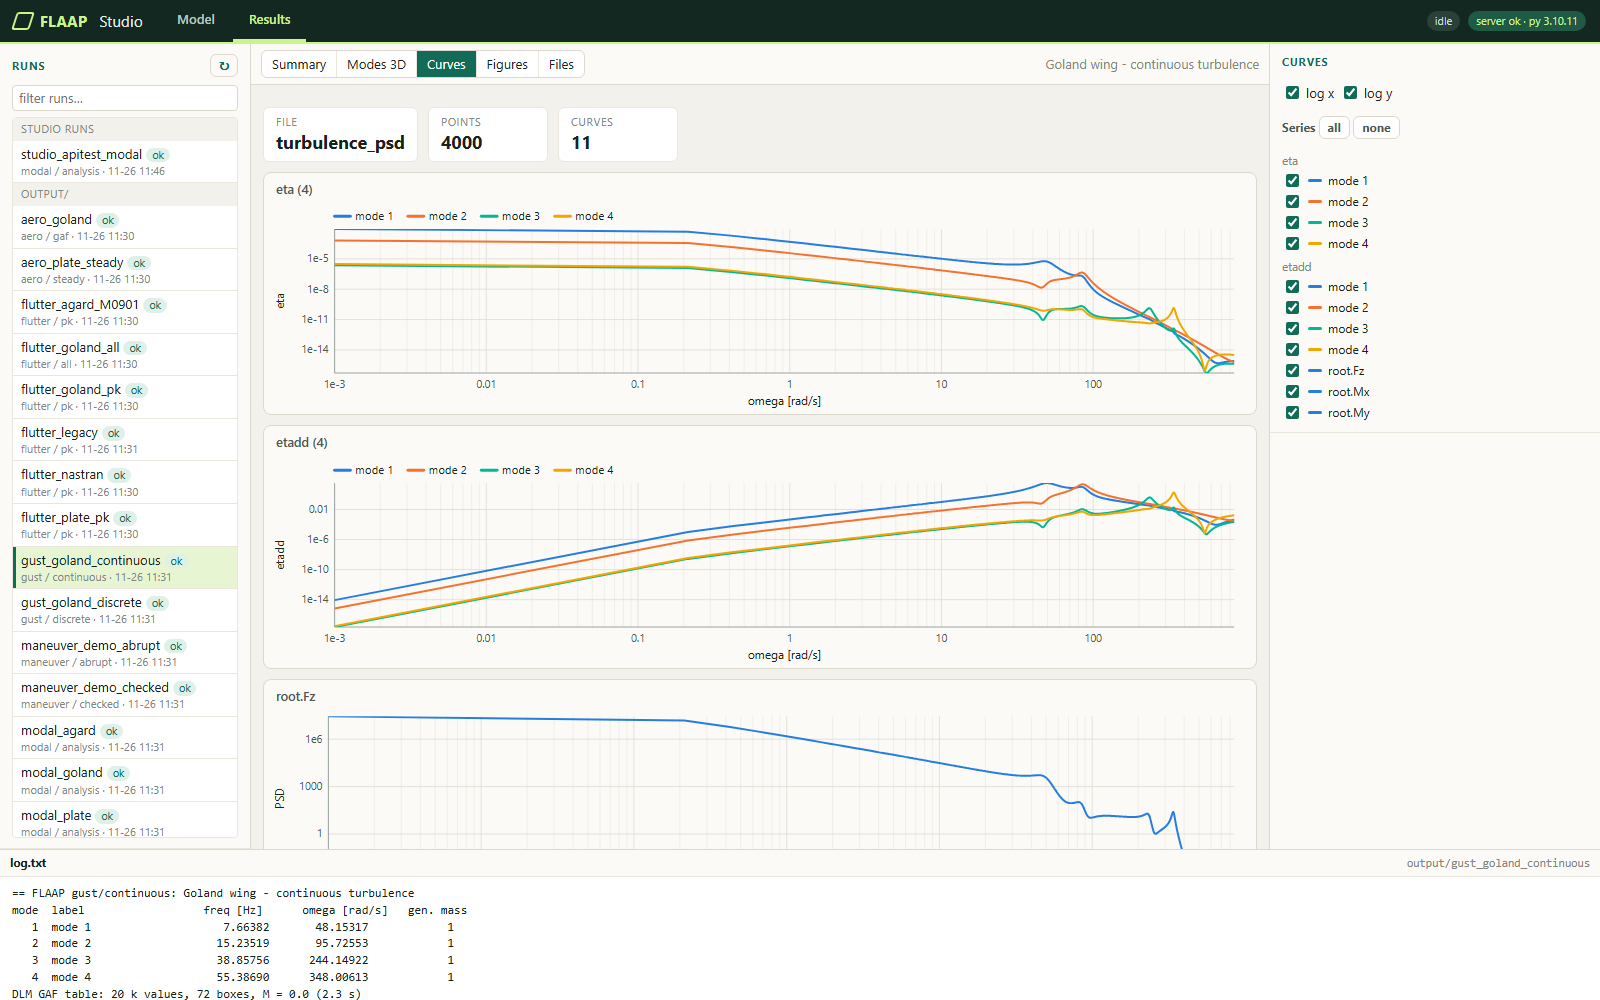 FLAAP Studio Model Results idle server ok · py 3.10.11
RUNS ↻
filter runs...
STUDIO RUNS
studio_apitest_modal ok
modal / analysis · 11-26 11:46
OUTPUT/
aero_goland ok
aero / gaf · 11-26 11:30
aero_plate_steady ok
aero / steady · 11-26 11:30
flutter_agard_M0901 ok
flutter / pk · 11-26 11:30
flutter_goland_all ok
flutter / all · 11-26 11:30
flutter_goland_pk ok
flutter / pk · 11-26 11:30
flutter_legacy ok
flutter / pk · 11-26 11:31
flutter_nastran ok
flutter / pk · 11-26 11:30
flutter_plate_pk ok
flutter / pk · 11-26 11:30
gust_goland_continuous ok
gust / continuous · 11-26 11:31
gust_goland_discrete ok
gust / discrete · 11-26 11:31
maneuver_demo_abrupt ok
maneuver / abrupt · 11-26 11:31
maneuver_demo_checked ok
maneuver / checked · 11-26 11:31
modal_agard ok
modal / analysis · 11-26 11:31
modal_goland ok
modal / analysis · 11-26 11:31
modal_plate ok
modal / analysis · 11-26 11:31
Summary Modes 3D Curves Figures Files Goland wing - continuous turbulence
FILE
turbulence_psd
POINTS
4000
CURVES
11
eta (4)
mode 1 mode 2 mode 3 mode 4
1e-5
1e-8
1e-11
1e-14
eta
1e-3 0.01 0.1 1 10 100
omega [rad/s]
etadd (4)
mode 1 mode 2 mode 3 mode 4
0.01
1e-6
1e-10
1e-14
etadd
1e-3 0.01 0.1 1 10 100
omega [rad/s]
root.Fz
1e6
1000
1
PSD
CURVES
log x log y
Series all none
eta
mode 1
mode 2
mode 3
mode 4
etadd
mode 1
mode 2
mode 3
mode 4
root.Fz
root.Mx
root.My
log.txt output/gust_goland_continuous
== FLAAP gust/continuous: Goland wing - continuous turbulence
mode label freq [Hz] omega [rad/s] gen. mass
1 mode 1 7.66382 48.15317 1
2 mode 2 15.23519 95.72553 1
3 mode 3 38.85756 244.14922 1
4 mode 4 55.38690 348.00613 1
DLM GAF table: 20 k values, 72 boxes, M = 0.0 (2.3 s)